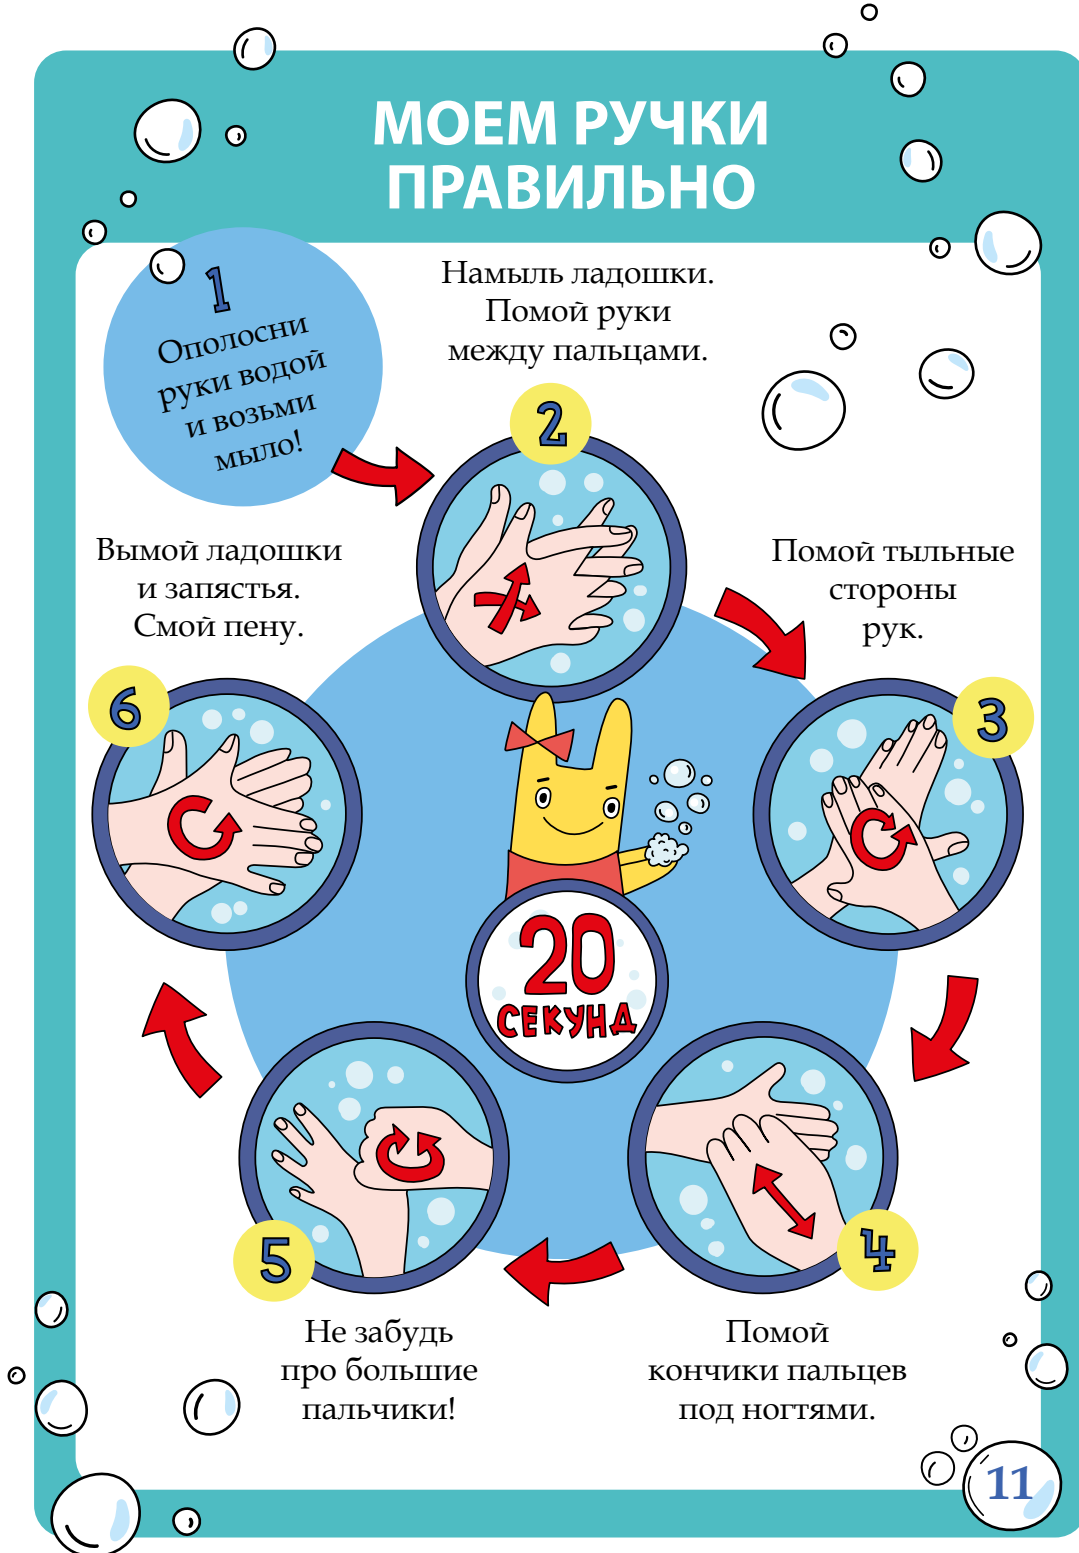 МОЕМ РУЧКИ
ПРАВИЛЬНО
1
Ополосни
руки водой
и возьми
мыло!
Намыль ладошки.
Помой руки
между пальцами.
2
Помой тыльные
стороны
рук.
3
Помой
кончики пальцев
под ногтями.
4
Не забудь
про большие
пальчики!
5
Вымой ладошки
и запястья.
Смой пену.
6
20
СЕКУНД
11